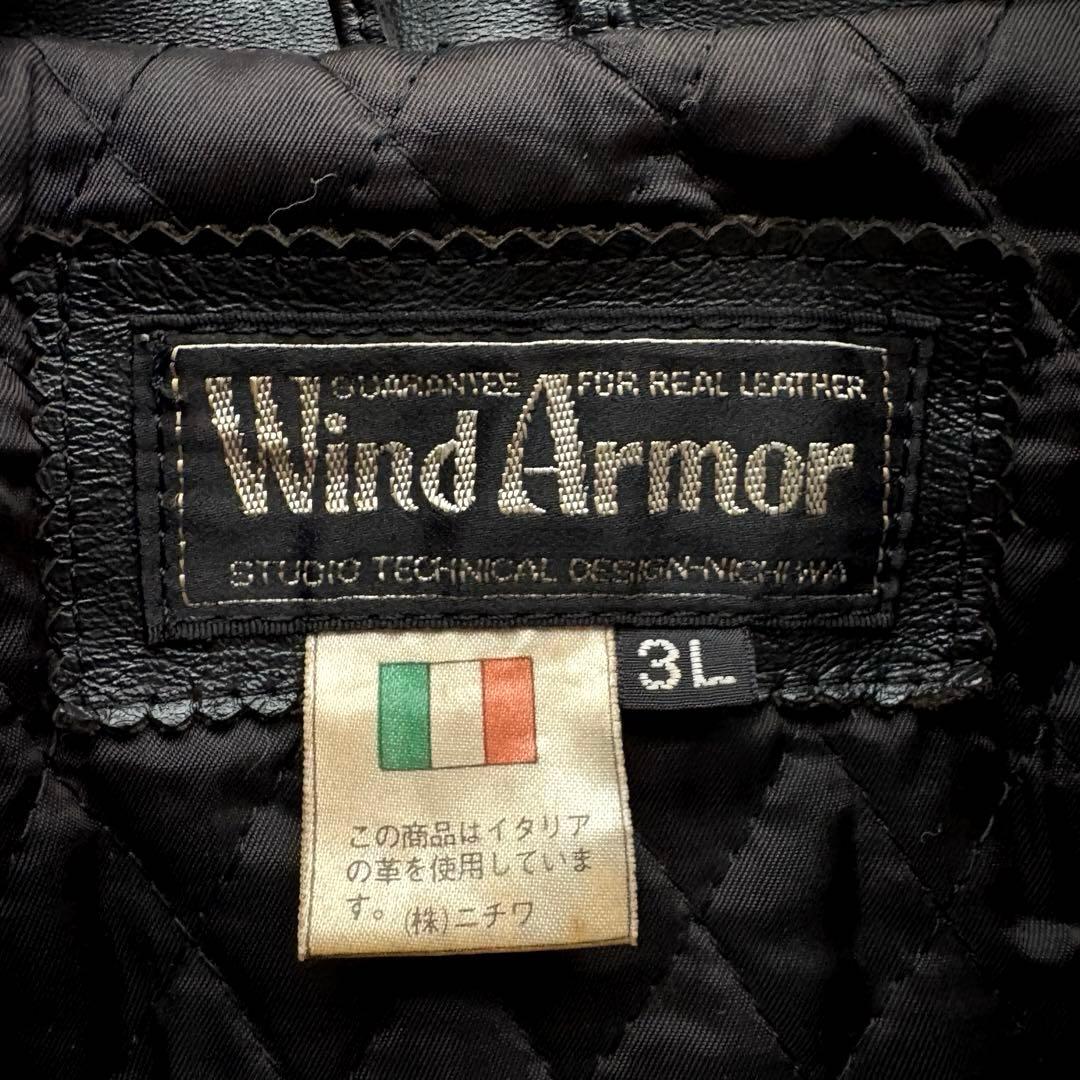 GUARANTEE FOR REAL LEATHER
Wind Armor
STUDIO TECHNICAL DESIGN-NICHIWA
3L
この商品はイタリア
の革を使用していま
す。
(株)ニチワ